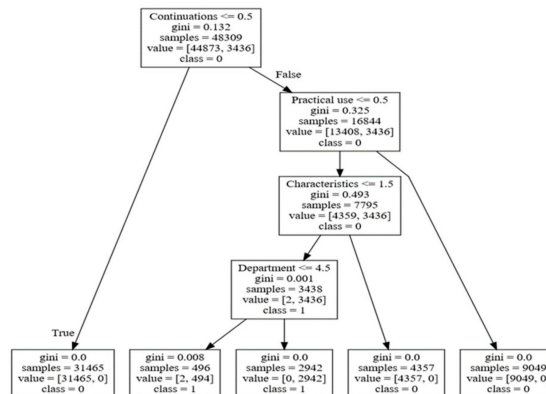 Continuations <= 0.5
gini = 0.132
samples = 48309
value = [44873, 3436]
class = 0
False
Practical use <= 0.5
gini = 0.325
samples = 16844
value = [13408, 3436]
class = 0
Characteristics <= 1.5
gini = 0.493
samples = 7795
value = [4359, 3436]
class = 0
Department <= 4.5
gini = 0.001
samples = 3438
value = [2, 3436]
class = 1
True
gini = 0.0
samples = 31465
value = [31465, 0]
class = 0
gini = 0.008
samples = 496
value = [2, 494]
class = 1
gini = 0.0
samples = 2942
value = [0, 2942]
class = 1
gini = 0.0
samples = 4357
value = [4357, 0]
class = 0
gini = 0.0
samples = 9049
value = [9049, 0]
class = 0